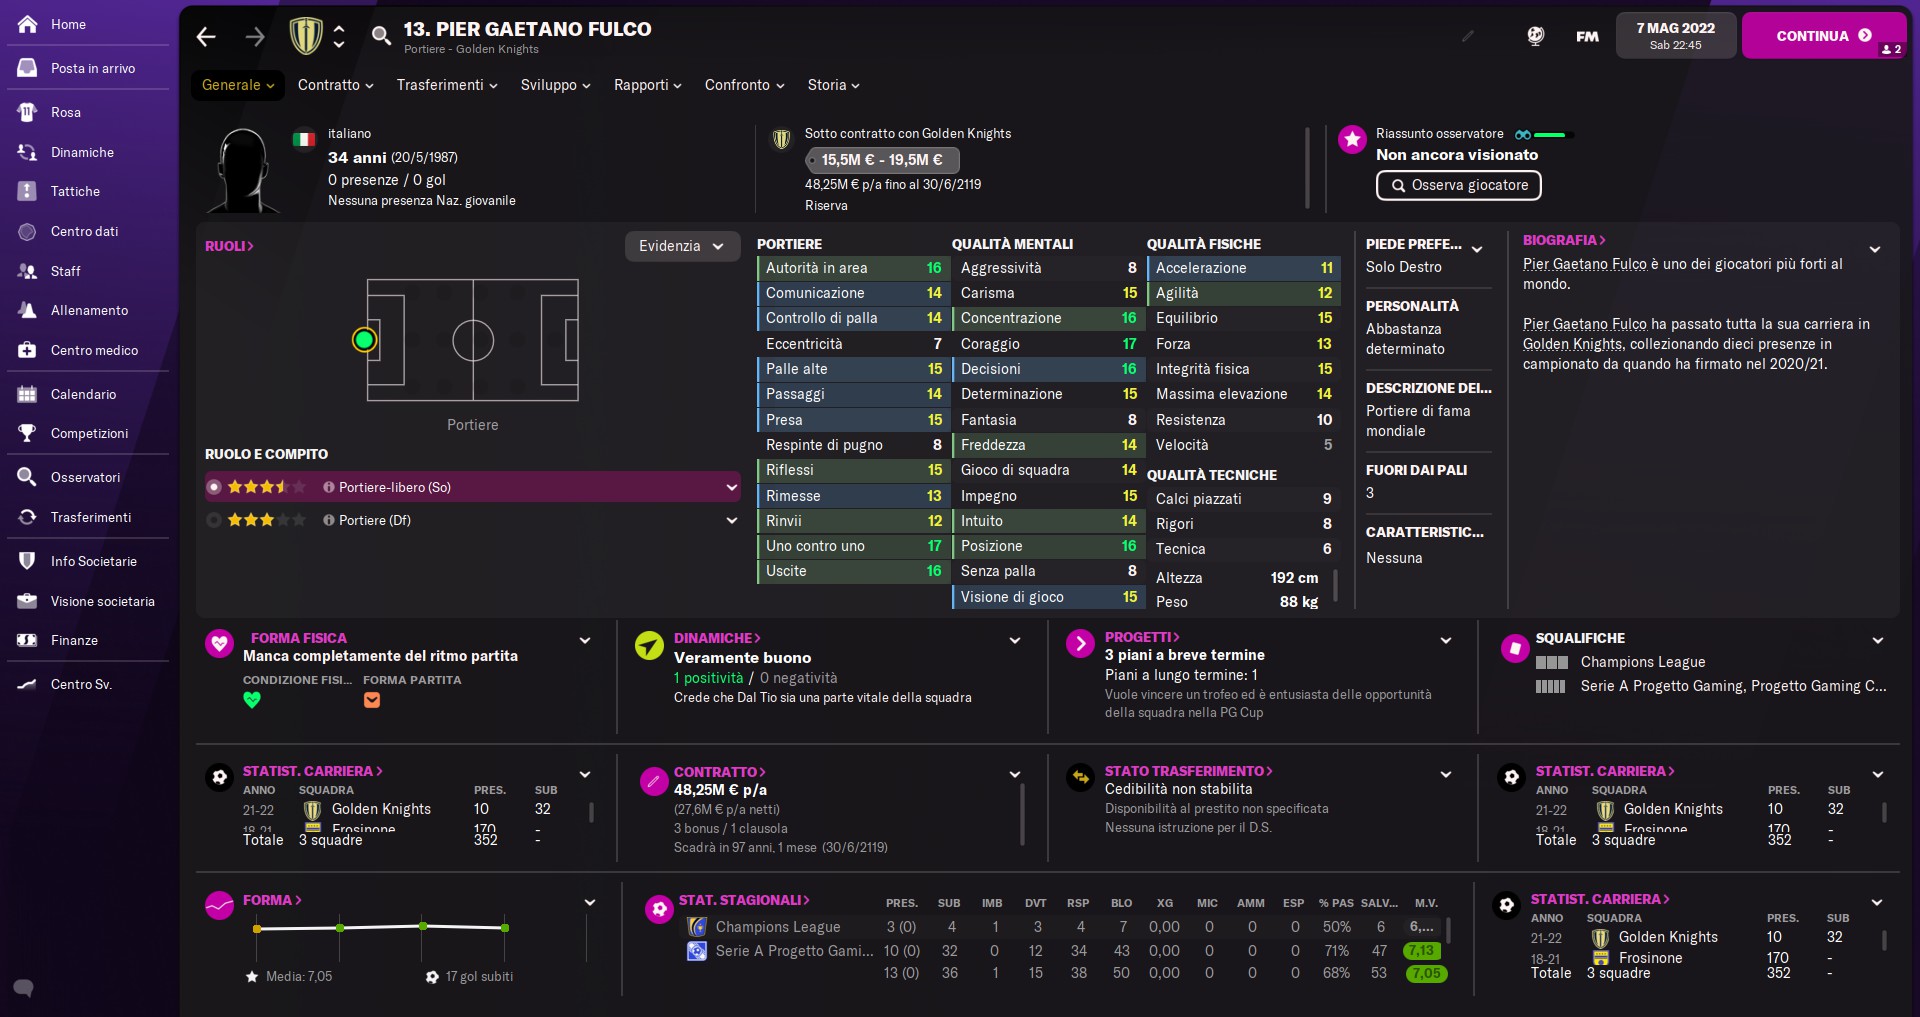 Home
Posta in arrivo
Rosa
Dinamiche
Tattiche
Centro dati
Staff
Allenamento
Centro medico
Calendario
Competizioni
Osservatori
Trasferimenti
Info Societarie
Visione societaria
Finanze
Centro Sv.
13. PIER GAETANO FULCO
Portiere - Golden Knights
FM
7 MAG 2022
Sab 22:45
CONTINUA
2
Generale
Contratto
Trasferimenti
Sviluppo
Rapporti
Confronto
Storia
italiano
34 anni (20/5/1987)
0 presenze / 0 gol
Nessuna presenza Naz. giovanile
Sotto contratto con Golden Knights
15,5M € - 19,5M €
48,25M € p/a fino al 30/6/2119
Riserva
Riassunto osservatore
Non ancora visionato
Osserva giocatore
RUOLI
Evidenzia
Portiere
RUOLO E COMPITO
Portiere-libero (So)
Portiere (Df)
PORTIERE
Autorità in area 16
Comunicazione 14
Controllo di palla 14
Eccentricità 7
Palle alte 15
Passaggi 14
Presa 15
Respinte di pugno 8
Riflessi 15
Rimesse 13
Rinvii 12
Uno contro uno 17
Uscite 16
QUALITÀ MENTALI
Aggressività 8
Carisma 15
Concentrazione 16
Coraggio 17
Decisioni 16
Determinazione 15
Fantasia 8
Freddezza 14
Gioco di squadra 14
Impegno 15
Intuito 14
Posizione 16
Senza palla 8
Visione di gioco 15
QUALITÀ FISICHE
Accelerazione 11
Agilità 12
Equilibrio 15
Forza 13
Integrità fisica 15
Massima elevazione 14
Resistenza 10
Velocità 5
QUALITÀ TECNICHE
Calci piazzati 9
Rigori 8
Tecnica 6
Altezza 192 cm
Peso 88 kg
PIEDE PREFE...
Solo Destro
PERSONALITÀ
Abbastanza
determinato
DESCRIZIONE DEI...
Portiere di fama
mondiale
FUORI DAI PALI
3
CARATTERISTIC...
Nessuna
BIOGRAFIA
Pier Gaetano Fulco è uno dei giocatori più forti al
mondo.
Pier Gaetano Fulco ha passato tutta la sua carriera in
Golden Knights, collezionando dieci presenze in
campionato da quando ha firmato nel 2020/21.
FORMA FISICA
Manca completamente del ritmo partita
CONDIZIONE FISI... FORMA PARTITA
DINAMICHE
Veramente buono
1 positività / 0 negatività
Crede che Dal Tio sia una parte vitale della squadra
PROGETTI
3 piani a breve termine
Piani a lungo termine: 1
Vuole vincere un trofeo ed è entusiasta delle opportunità
della squadra nella PG Cup
SQUALIFICHE
Champions League
Serie A Progetto Gaming, Progetto Gaming C...
STATIST. CARRIERA
ANNO SQUADRA PRES. SUB
21-22 Golden Knights 10 32
18-21 Frosinone 170 -
Totale 3 squadre 352 -
CONTRATTO
48,25M € p/a
(27,6M € p/a netti)
3 bonus / 1 clausola
Scadrà in 97 anni, 1 mese (30/6/2119)
STATO TRASFERIMENTO
Cedibilità non stabilita
Disponibilità al prestito non specificata
Nessuna istruzione per il D.S.
STATIST. CARRIERA
ANNO SQUADRA PRES. SUB
21-22 Golden Knights 10 32
18-21 Frosinone 170 -
Totale 3 squadre 352 -
FORMA
Media: 7,05
17 gol subiti
STAT. STAGIONALI PRES. SUB IMB DVT RSP BLO XG MIC AMM ESP % PAS SALV... M.V.
Champions League 3 (0) 4 1 3 4 7 0,00 0 0 0 50% 6 6,...
Serie A Progetto Gami... 10 (0) 32 0 12 34 43 0,00 0 0 0 71% 47 7,13
13 (0) 36 1 15 38 50 0,00 0 0 0 68% 53 7,05
STATIST. CARRIERA
ANNO SQUADRA PRES. SUB
21-22 Golden Knights 10 32
18-21 Frosinone 170 -
Totale 3 squadre 352 -